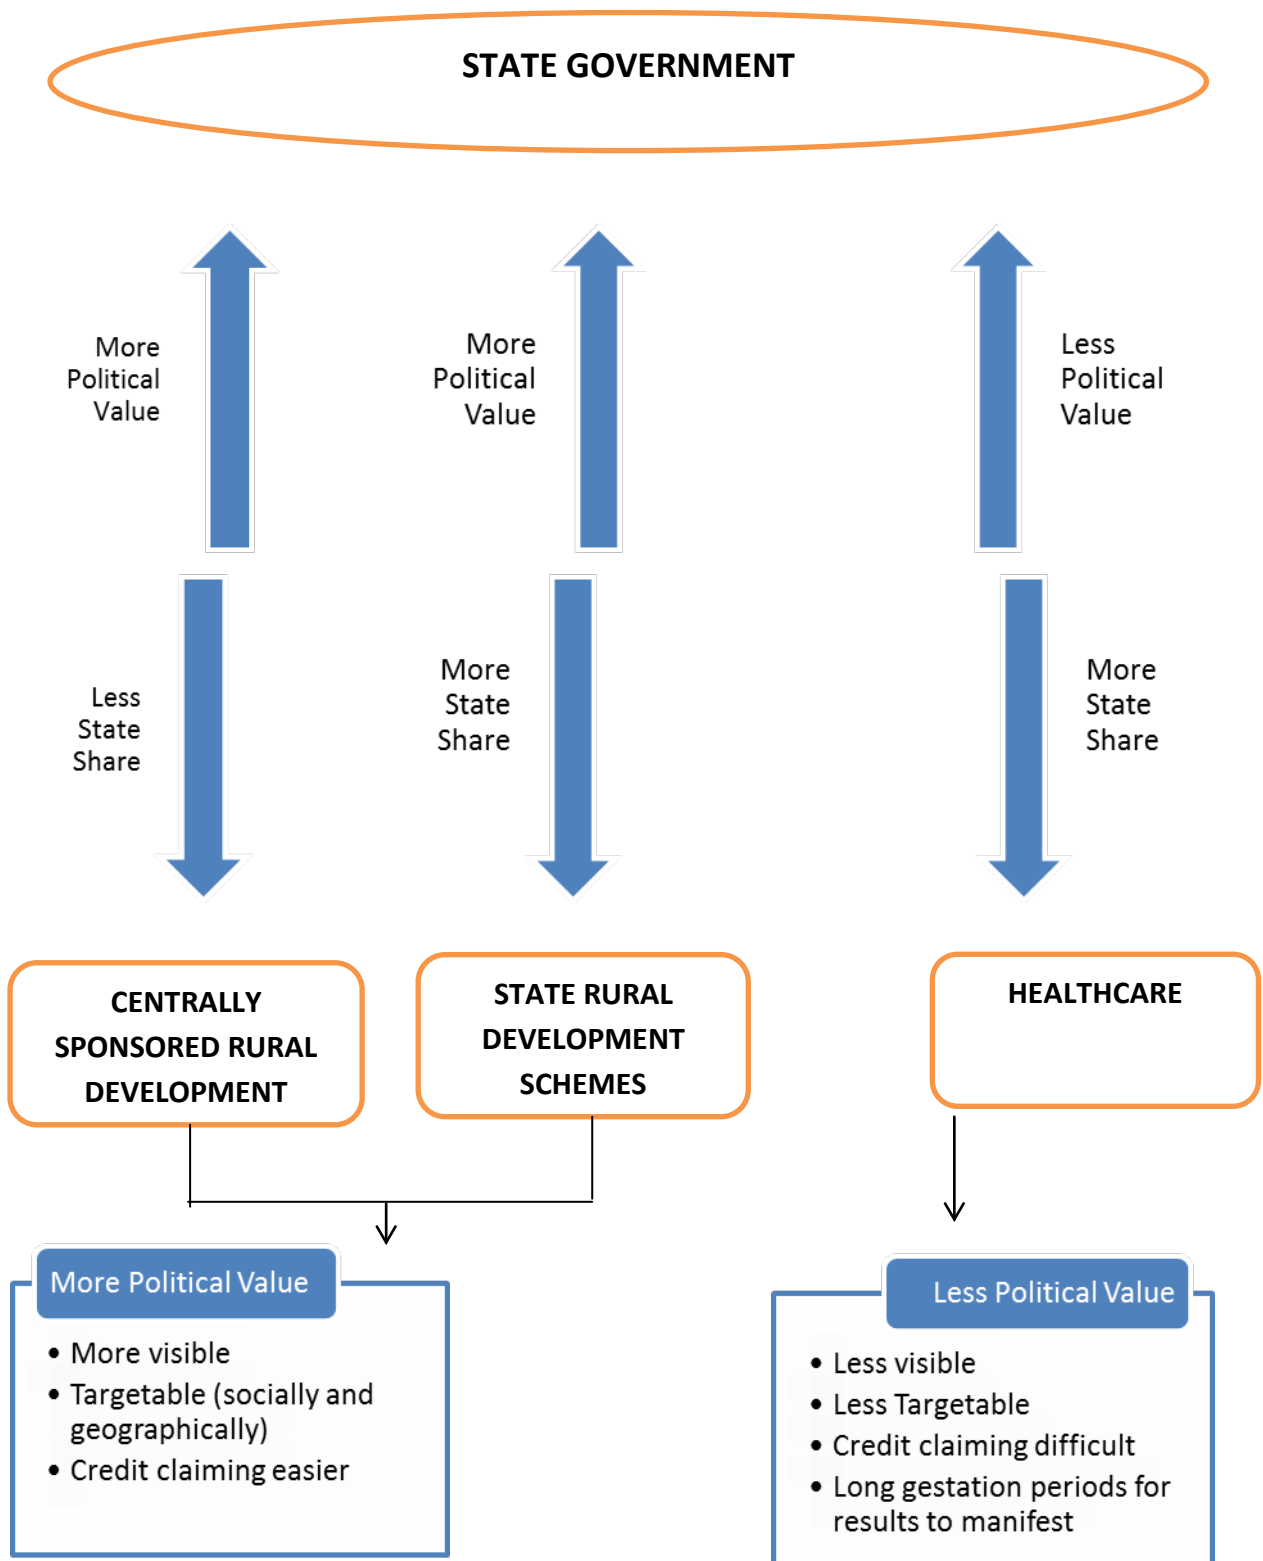 STATE GOVERNMENT
More
Political
Value
More
Political
Value
Less
Political
Value
Less
State
Share
More
State
Share
More
State
Share
CENTRALLY
SPONSORED RURAL
DEVELOPMENT
STATE RURAL
DEVELOPMENT
SCHEMES
HEALTHCARE
More Political Value
• More visible
• Targetable (socially and
geographically)
• Credit claiming easier
Less Political Value
• Less visible
• Less Targetable
• Credit claiming difficult
• Long gestation periods for
results to manifest